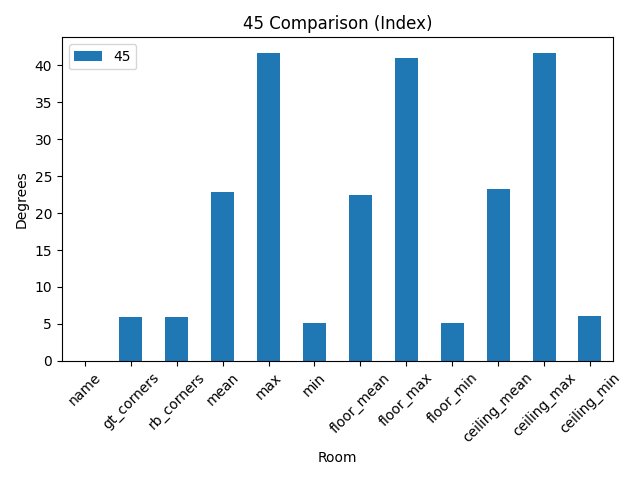 45 Comparison (Index)
45
Degrees
40
35
30
25
20
15
10
5
0
name
gt_corners
rb_corners
mean
max
min
floor_mean
floor_max
floor_min
ceiling_mean
ceiling_max
ceiling_min
Room